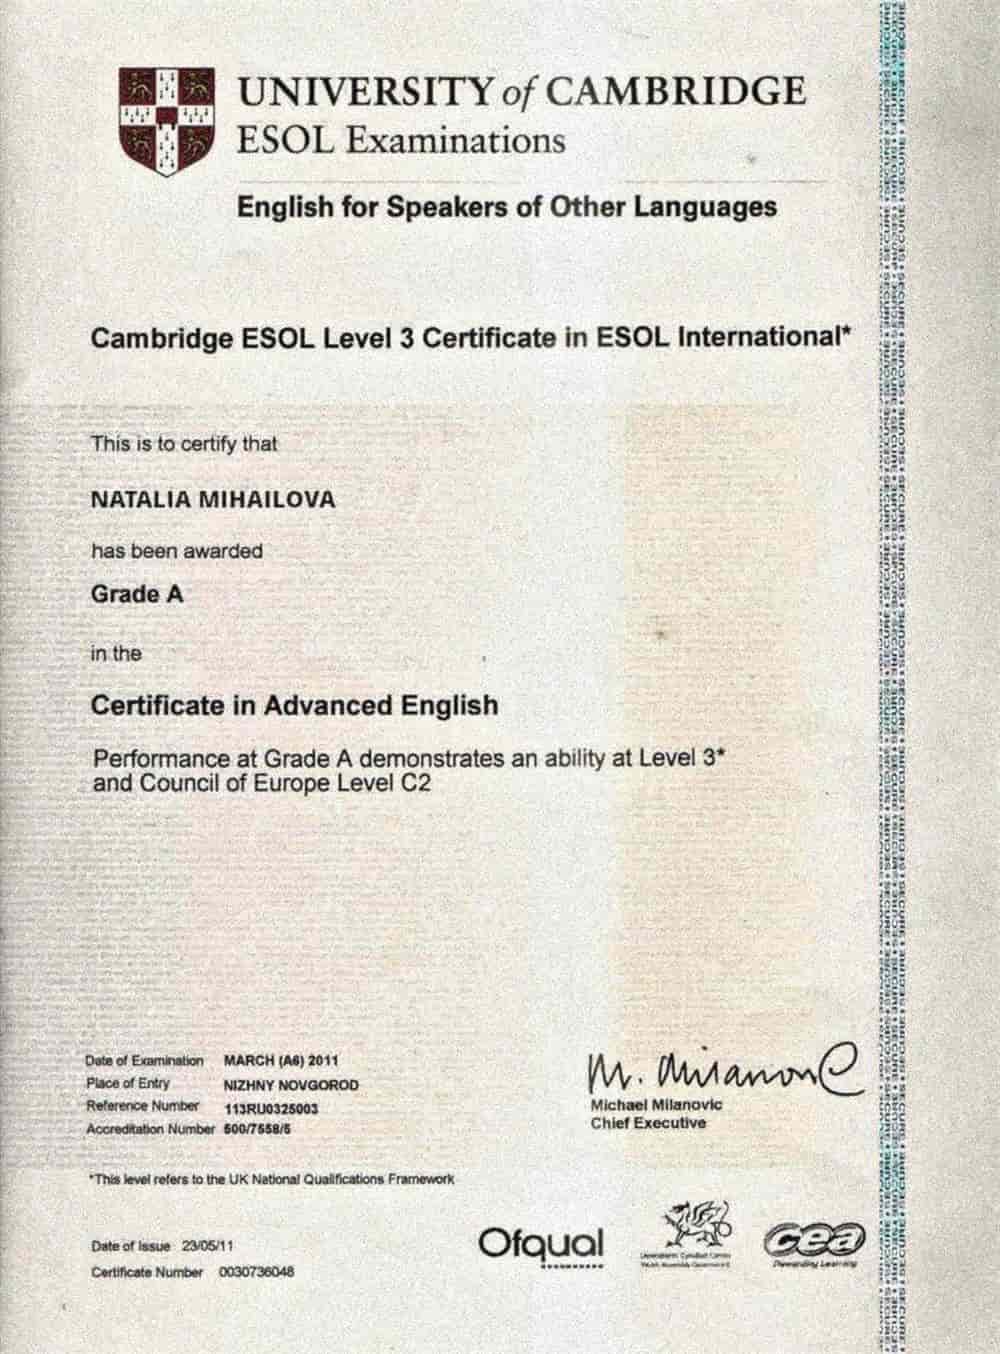 UNIVERSITY of CAMBRIDGE
ESOL Examinations
English for Speakers of Other Languages
Cambridge ESOL Level 3 Certificate in ESOL International*
This is to certify that
NATALIA MIHAILOVA
has been awarded
Grade A
in the
Certificate in Advanced English
Performance at Grade A demonstrates an ability at Level 3*
and Council of Europe Level C2
Date of Examination MARCH (A6) 2011
Place of Entry NIZHNY NOVGOROD
Reference Number 113RU0325003
Accreditation Number 500/7558/5
M. Milanovic
Michael Milanovic
Chief Executive
*This level refers to the UK National Qualifications Framework
Date of Issue 23/05/11
Certificate Number 0030736048
Ofqual
cea
Rewarding Learning
SECURE